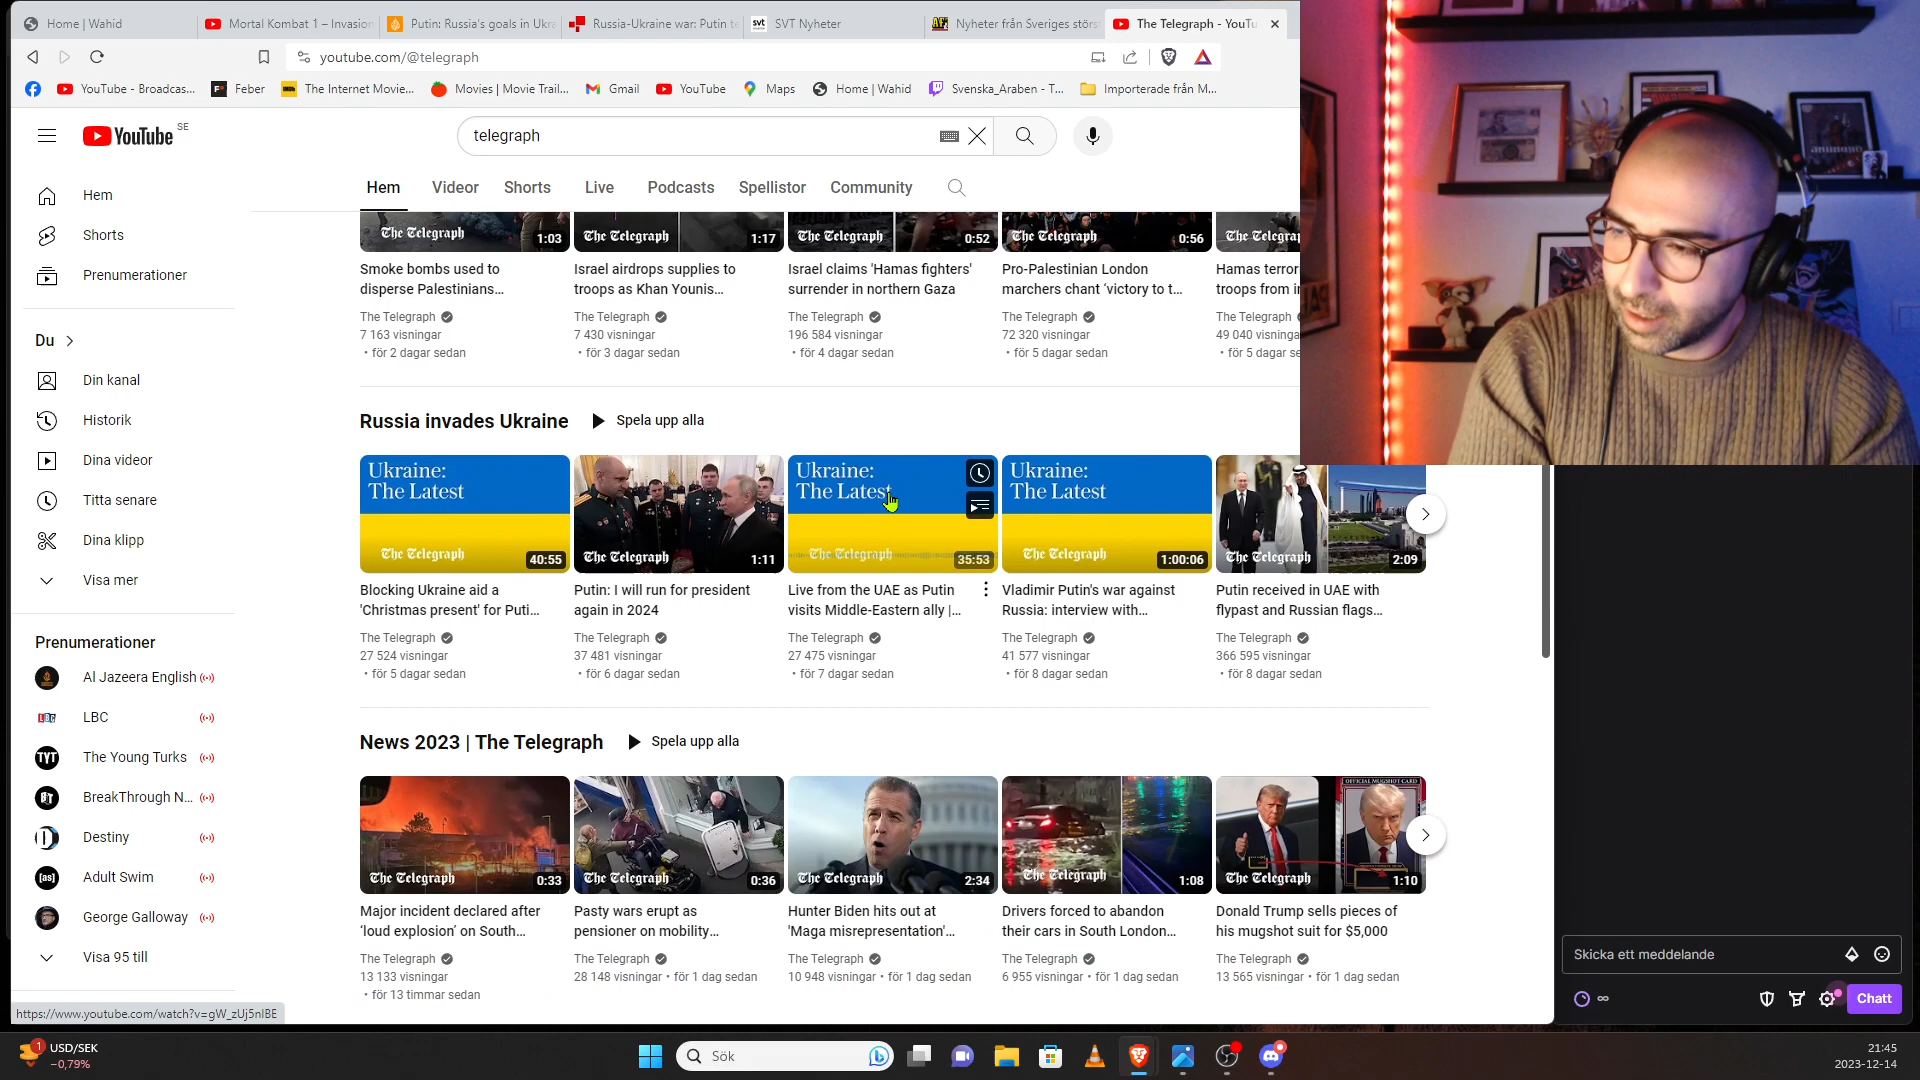 Home | Wahid
Mortal Kombat 1 – Invasion
Putin: Russia's goals in Ukra
Russia-Ukraine war: Putin te
svt SVT Nyheter
Nyheter från Sveriges störs
The Telegraph - YouTu
youtube.com/@telegraph
YouTube - Broadcas...
Feber
The Internet Movie...
Movies | Movie Trail...
Gmail
YouTube
Maps
Home | Wahid
Svenska_Araben - T...
Importerade från M...
YouTube SE
telegraph
Hem
Videor
Shorts
Live
Podcasts
Spellistor
Community
Hem
Shorts
Prenumerationer
Du
Din kanal
Historik
Dina videor
Titta senare
Dina klipp
Visa mer
Prenumerationer
Al Jazeera English
LBC
The Young Turks
BreakThrough N...
Destiny
Adult Swim
George Galloway
Visa 95 till
The Telegraph 1:03
Smoke bombs used to
disperse Palestinians...
The Telegraph
7 163 visningar
• för 2 dagar sedan
The Telegraph 1:17
Israel airdrops supplies to
troops as Khan Younis...
The Telegraph
7 430 visningar
• för 3 dagar sedan
The Telegraph 0:52
Israel claims 'Hamas fighters'
surrender in northern Gaza
The Telegraph
196 584 visningar
• för 4 dagar sedan
The Telegraph 0:56
Pro-Palestinian London
marchers chant ‘victory to t...
The Telegraph
72 320 visningar
• för 5 dagar sedan
The Telegra
Hamas terror
troops from i
The Telegraph
49 040 visningar
• för 5 dagar se
Russia invades Ukraine
Spela upp alla
Ukraine:
The Latest
The Telegraph 40:55
Blocking Ukraine aid a
'Christmas present' for Puti...
The Telegraph
27 524 visningar
• för 5 dagar sedan
The Telegraph 1:11
Putin: I will run for president
again in 2024
The Telegraph
37 481 visningar
• för 6 dagar sedan
Ukraine:
The Latest
The Telegraph 35:53
Live from the UAE as Putin
visits Middle-Eastern ally |...
The Telegraph
27 475 visningar
• för 7 dagar sedan
Ukraine:
The Latest
The Telegraph 1:00:06
Vladimir Putin's war against
Russia: interview with...
The Telegraph
41 577 visningar
• för 8 dagar sedan
The Telegraph 2:09
Putin received in UAE with
flypast and Russian flags...
The Telegraph
366 595 visningar
• för 8 dagar sedan
News 2023 | The Telegraph
Spela upp alla
The Telegraph 0:33
Major incident declared after
‘loud explosion’ on South...
The Telegraph
13 133 visningar
• för 13 timmar sedan
The Telegraph 0:36
Pasty wars erupt as
pensioner on mobility...
The Telegraph
28 148 visningar • för 1 dag sedan
The Telegraph 2:34
Hunter Biden hits out at
'Maga misrepresentation'...
The Telegraph
10 948 visningar • för 1 dag sedan
The Telegraph 1:08
Drivers forced to abandon
their cars in South London...
The Telegraph
6 955 visningar • för 1 dag sedan
OFFICIAL MUGSHOT CARD
The Telegraph 1:10
Donald Trump sells pieces of
his mugshot suit for $5,000
The Telegraph
13 565 visningar • för 1 dag sedan
https://www.youtube.com/watch?v=gW_zUj5nIBE
Skicka ett meddelande
∞
Chatt
1
USD/SEK
−0,79%
Sök
21:45
2023-12-14